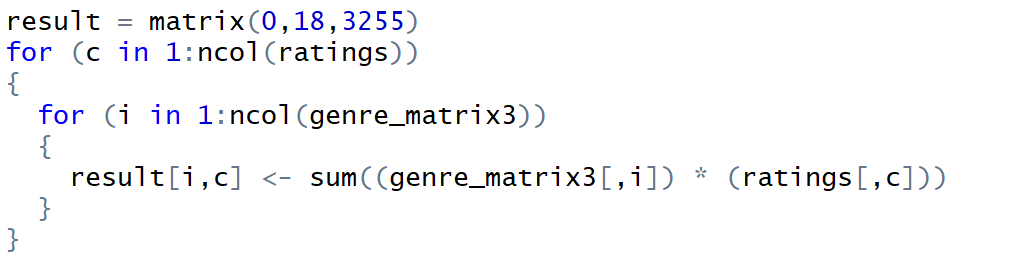 result = matrix(0,18,3255)
for (c in 1:ncol(ratings))
{
  for (i in 1:ncol(genre_matrix3))
  {
    result[i,c] <- sum((genre_matrix3[,i]) * (ratings[,c]))
  }
}